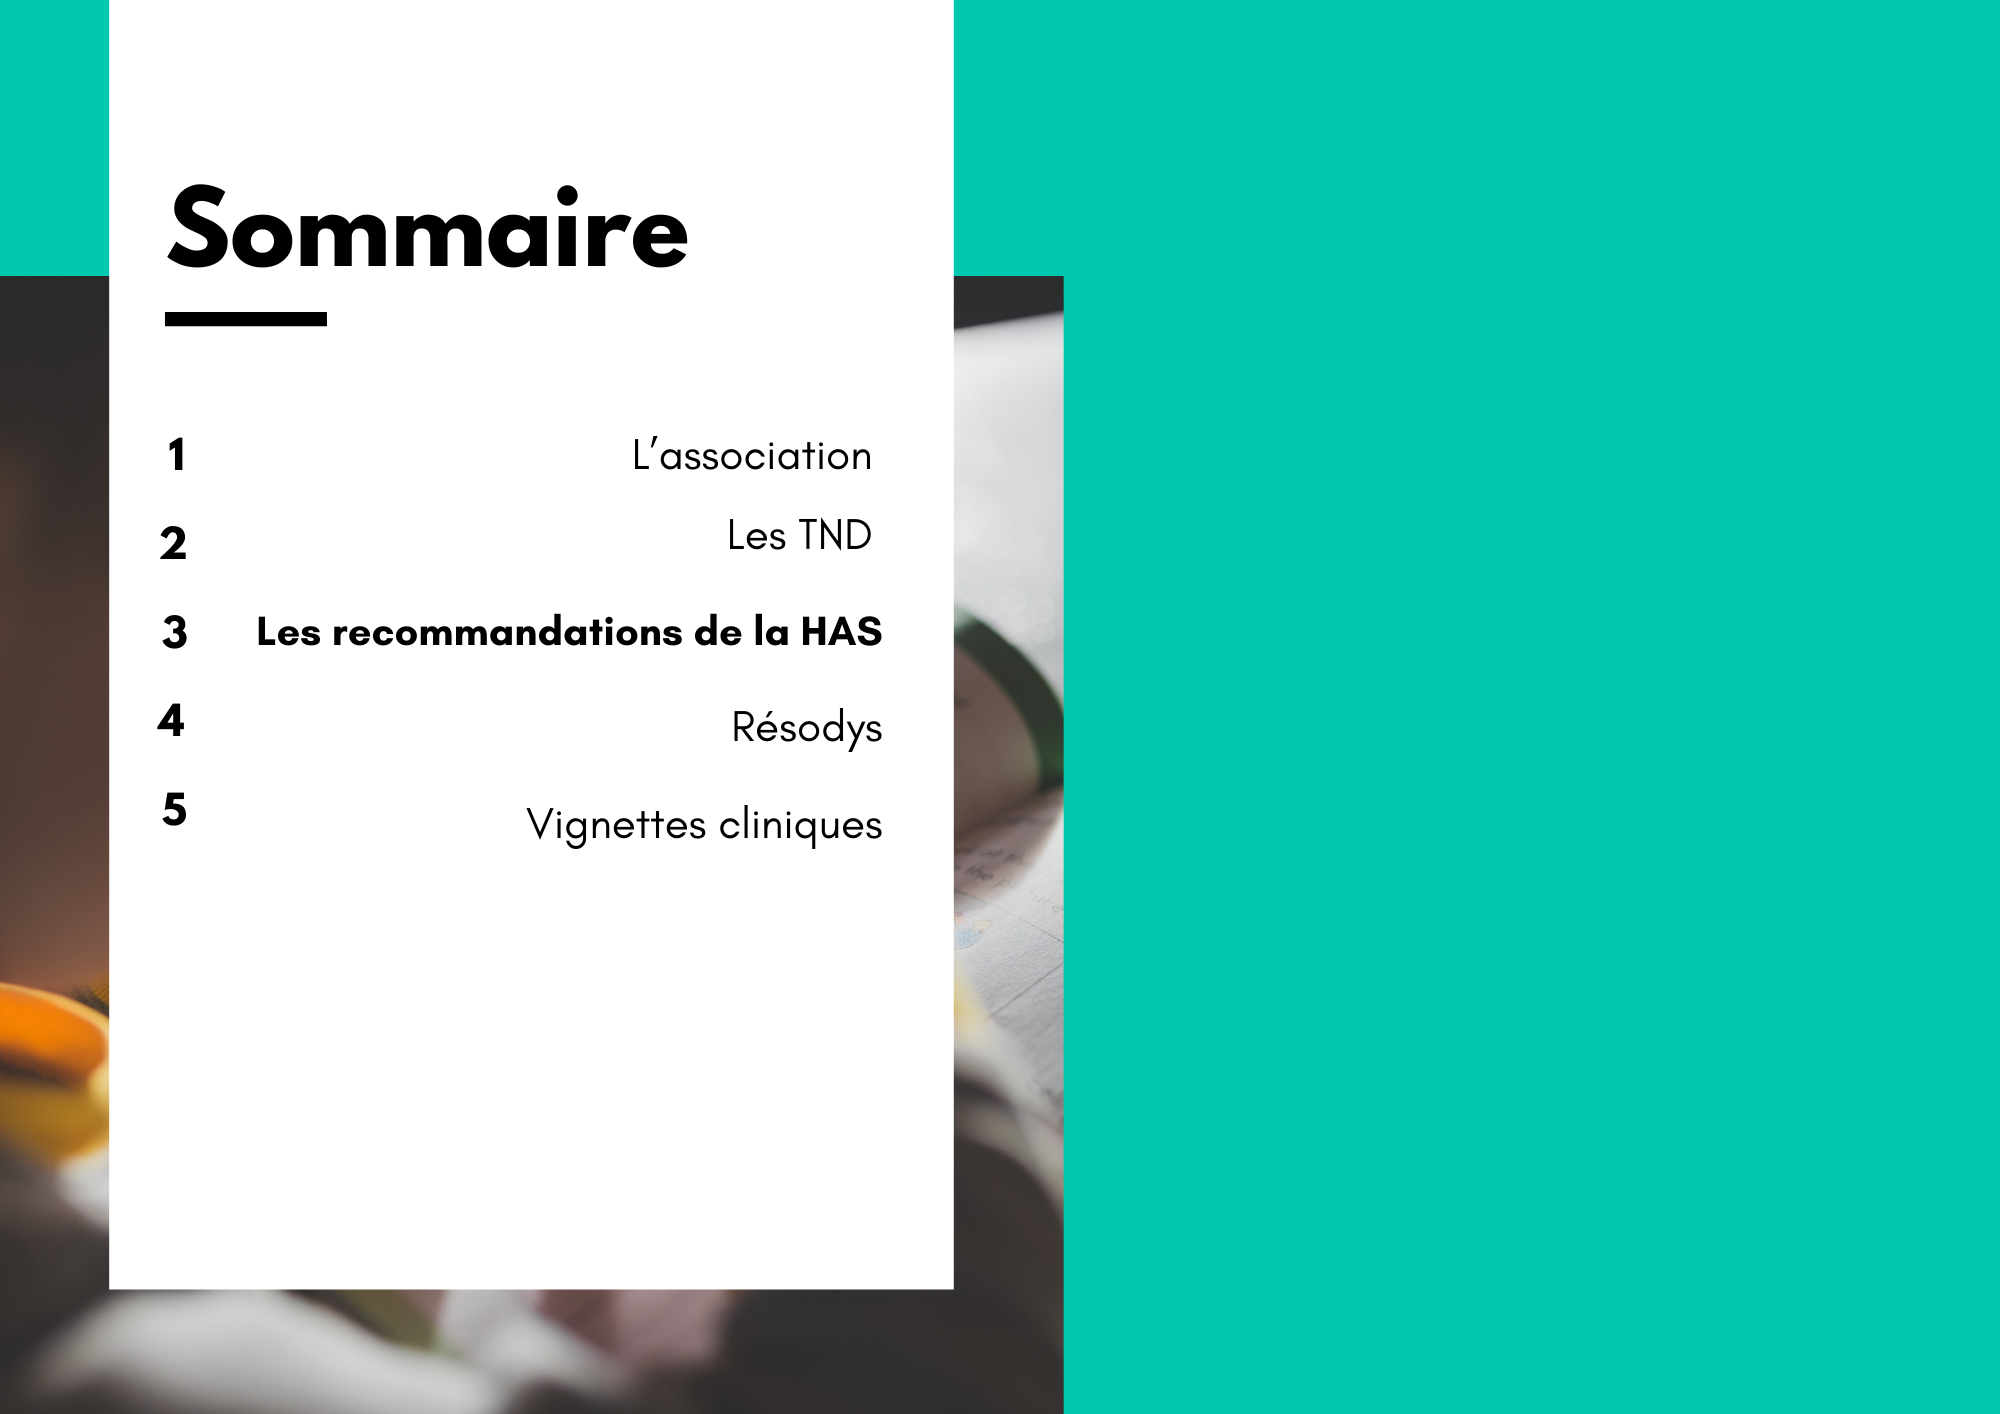 Sommaire
1 L’association
2 Les TND
3 Les recommandations de la HAS
4 Résodys
5 Vignettes cliniques